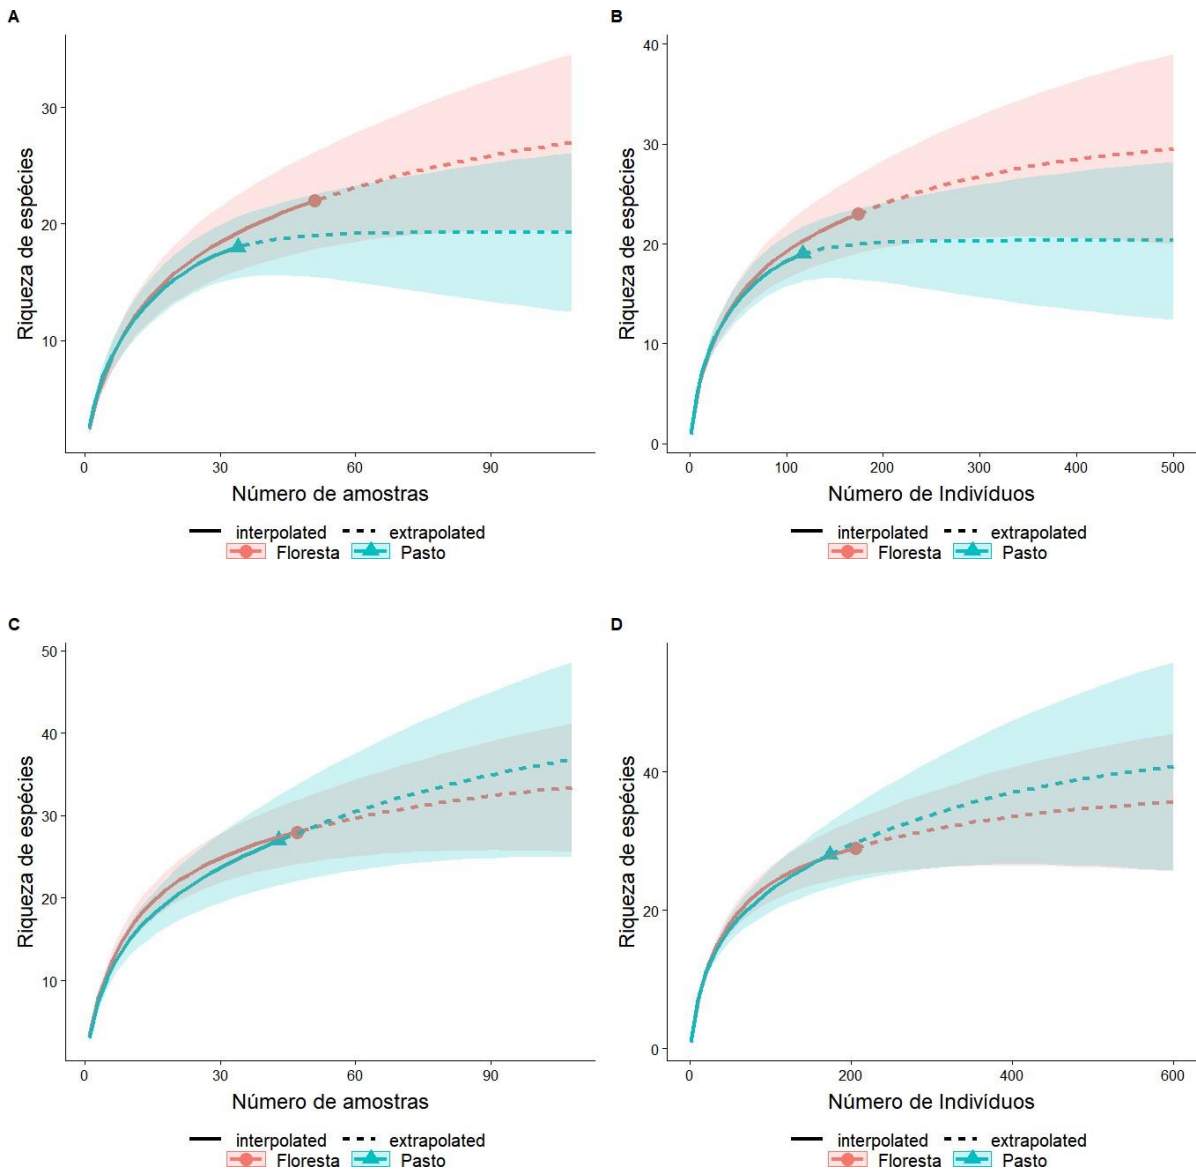 A
Riqueza de espécies
30
20
10
0
30
60
90
Número de amostras
interpolated
extrapolated
Floresta
Pasto
B
Riqueza de espécies
40
30
20
10
0
0
100
200
300
400
500
Número de Indivíduos
interpolated
extrapolated
Floresta
Pasto
C
Riqueza de espécies
50
40
30
20
10
0
30
60
90
Número de amostras
interpolated
extrapolated
Floresta
Pasto
D
Riqueza de espécies
40
20
0
0
200
400
600
Número de Indivíduos
interpolated
extrapolated
Floresta
Pasto